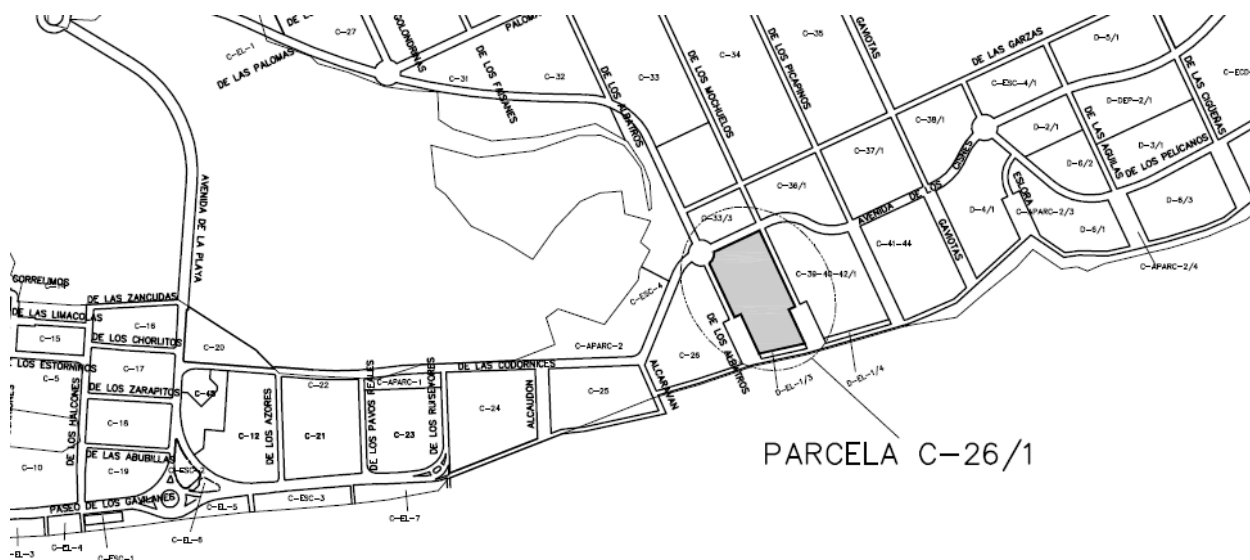 C-27
C-EL-1
DE LAS PALOMAS
GOLONDRINAS
C-31
DE LOS FRISANES
C-32
DE LOS ALBATROS
C-33
DE LOS MOCHUELOS
C-34
DE LOS PICAPINOS
C-35
GAVIOTAS
DE LAS GARZAS
D-5/1
C-ESC-4/1
D-DEP-2/1
DE LAS CIGÜEÑAS
C-38/1
D-2/1
DE LAS AGUILAS
D-3/1
DE LOS PELICANOS
C-37/1
AVENIDA DE LOS CISNES
D-6/2
C-36/1
ESLORA
D-4/1
C-APARC-2/3
D-8/3
D-33/3
D-6/1
C-41-44
GAVIOTAS
C-APARC-2/4
AVENIDA DE LA PLAYA
C-39-40-42/1
CORRELIMOS
DE LAS ZANCUDAS
C-ESC-4
DE LAS LIMACOLAS
C-16
C-15
DE LOS CHORLITOS
C-20
C-APARC-2
C-26
DE LOS ALBATROS
D-EL-1/3
D-EL-1/4
DE LOS ESTORNINOS
C-5
C-17
C-22
DE LAS CODORNICES
C-APARC-1
ALCARAVAN
DE LOS ZARAPITOS
C-25
DE LOS HALCONES
C-18
DE LOS AZORES
C-12
C-21
DE LOS PAVOS REALES
C-23
DE LOS RUISEÑORES
C-24
ALCAUDON
PARCELA C-26/1
DE LAS ABUBILLAS
C-10
C-19
PASEO DE LOS GAVILANES
C-EL-5
C-ESC-3
C-EL-7
C-EL-4
C-ESC-1
C-EL-6